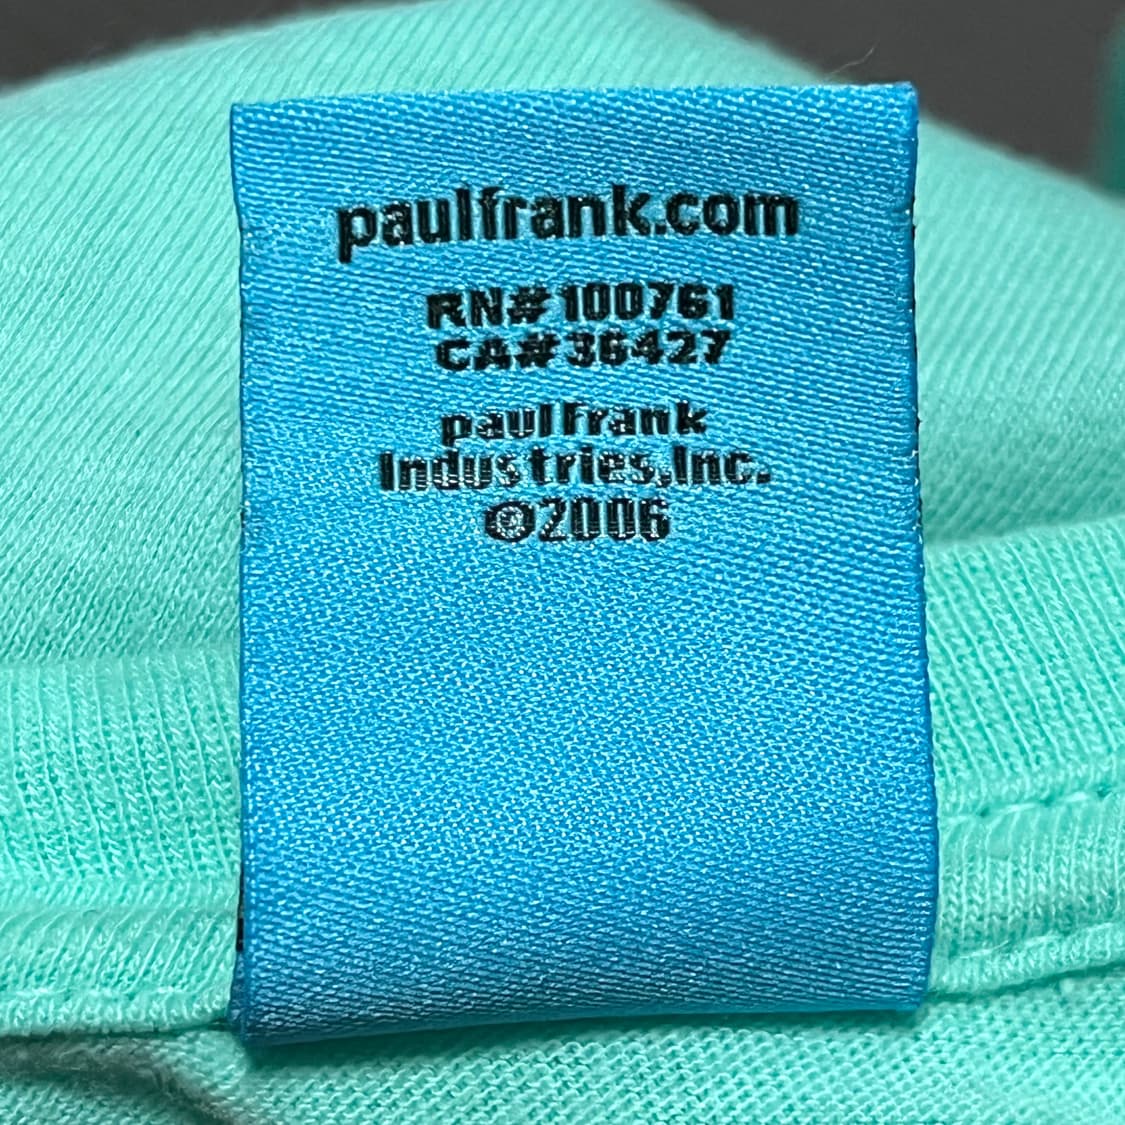 paulfrank.com
RN#100761
CA#36427
paul Frank
Industries,Inc.
©2006